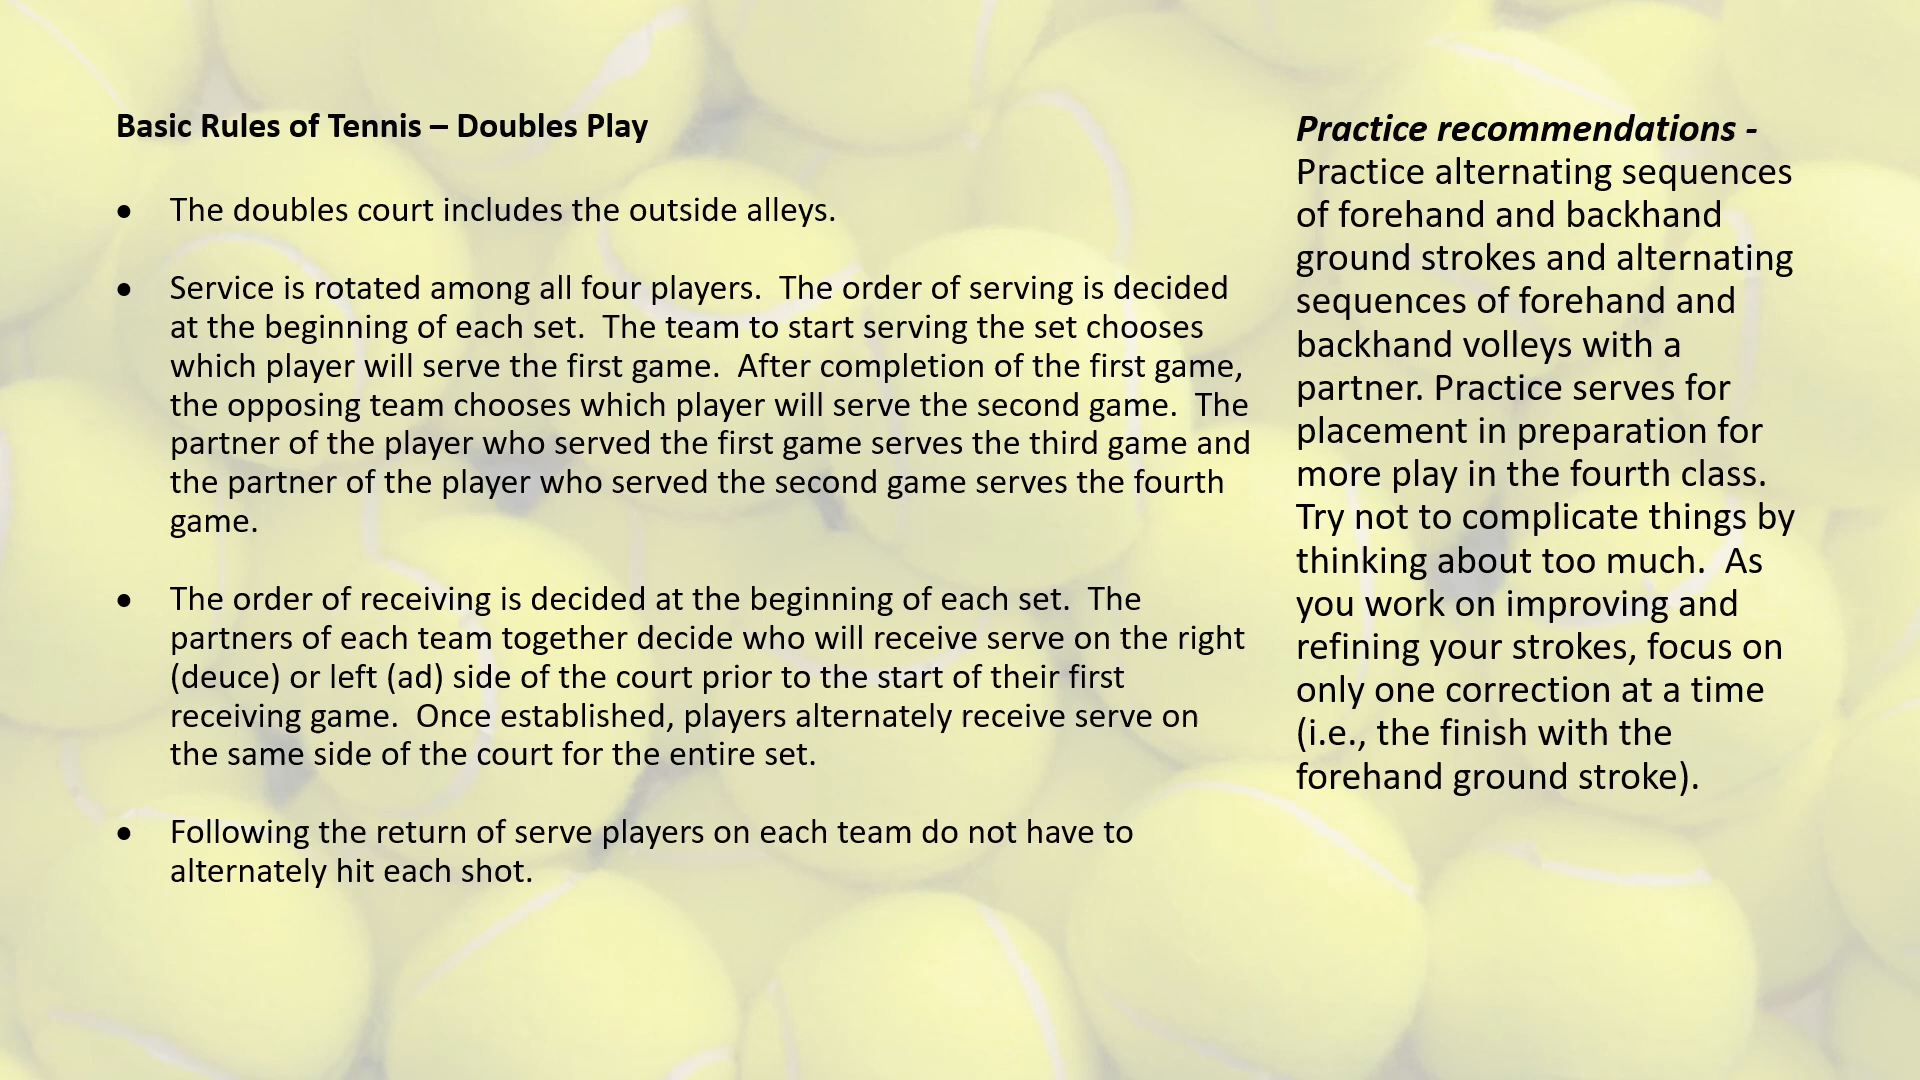 Basic Rules of Tennis – Doubles Play
• The doubles court includes the outside alleys.
• Service is rotated among all four players.  The order of serving is decided
at the beginning of each set.  The team to start serving the set chooses
which player will serve the first game.  After completion of the first game,
the opposing team chooses which player will serve the second game.  The
partner of the player who served the first game serves the third game and
the partner of the player who served the second game serves the fourth
game.
• The order of receiving is decided at the beginning of each set.  The
partners of each team together decide who will receive serve on the right
(deuce) or left (ad) side of the court prior to the start of their first
receiving game.  Once established, players alternately receive serve on
the same side of the court for the entire set.
• Following the return of serve players on each team do not have to
alternately hit each shot.
Practice recommendations -
Practice alternating sequences
of forehand and backhand
ground strokes and alternating
sequences of forehand and
backhand volleys with a
partner. Practice serves for
placement in preparation for
more play in the fourth class.
Try not to complicate things by
thinking about too much.  As
you work on improving and
refining your strokes, focus on
only one correction at a time
(i.e., the finish with the
forehand ground stroke).